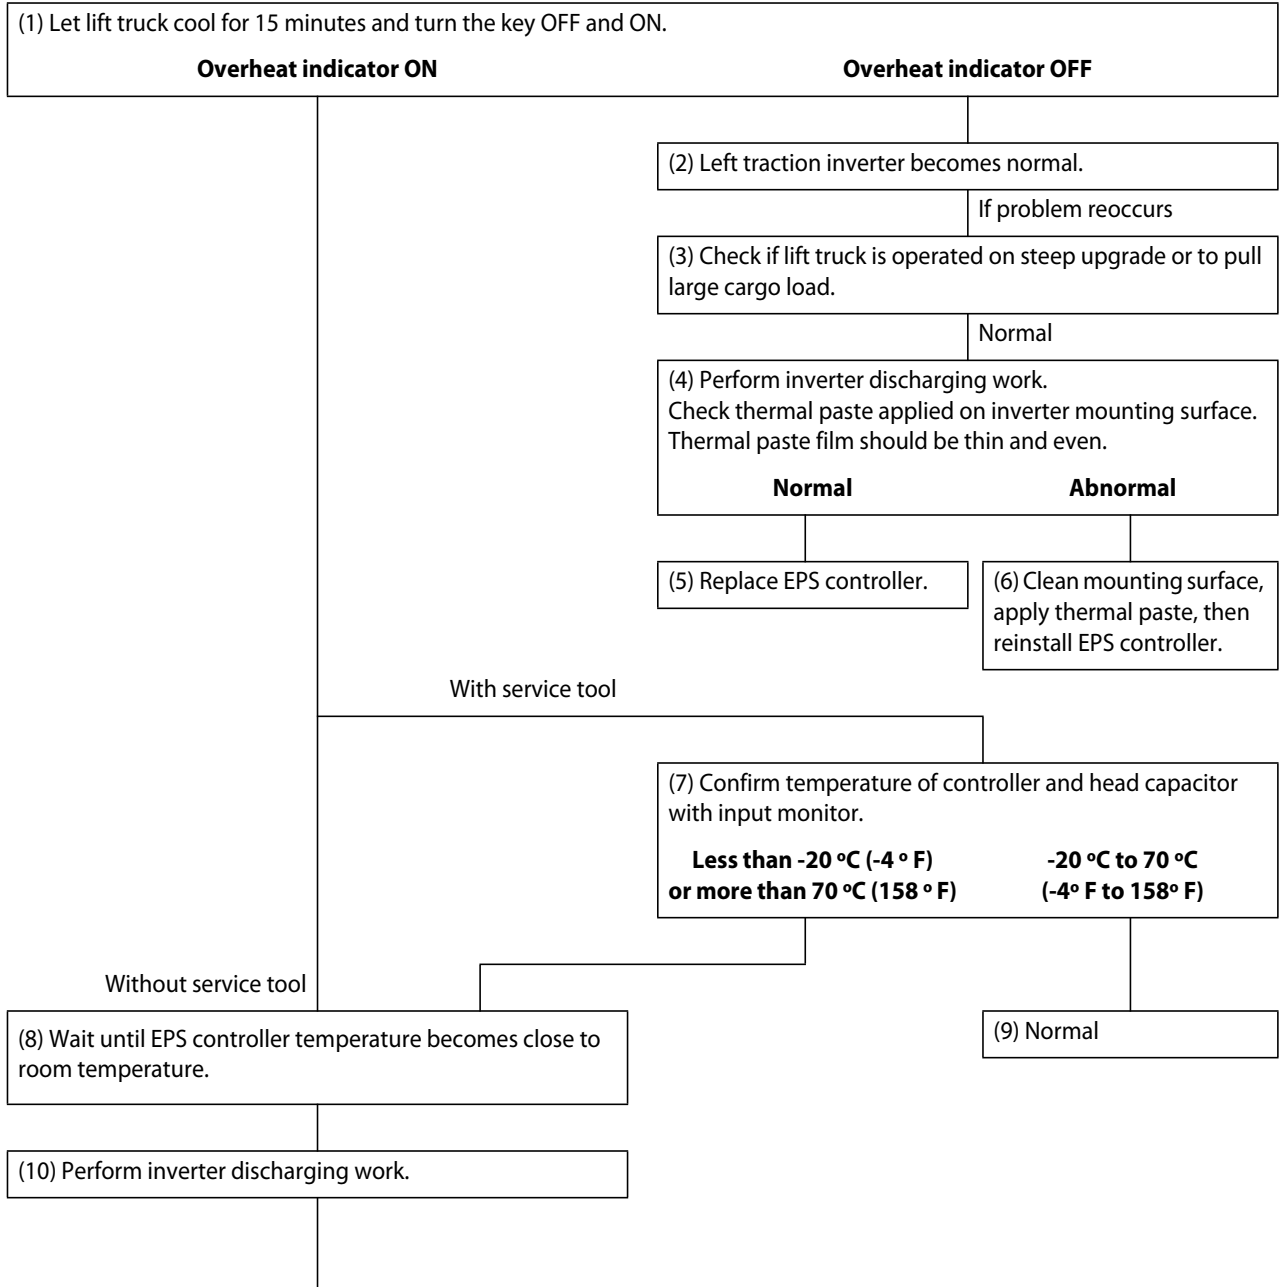 (1) Let lift truck cool for 15 minutes and turn the key OFF and ON.
Overheat indicator ON
Overheat indicator OFF
(2) Left traction inverter becomes normal.
If problem reoccurs
(3) Check if lift truck is operated on steep upgrade or to pull
large cargo load.
Normal
(4) Perform inverter discharging work.
Check thermal paste applied on inverter mounting surface.
Thermal paste film should be thin and even.
Normal
Abnormal
(5) Replace EPS controller.
(6) Clean mounting surface,
apply thermal paste, then
reinstall EPS controller.
With service tool
(7) Confirm temperature of controller and head capacitor
with input monitor.
Less than -20 ºC (-4 º F)
or more than 70 ºC (158 º F)
-20 ºC to 70 ºC
(-4º F to 158º F)
Without service tool
(8) Wait until EPS controller temperature becomes close to
room temperature.
(9) Normal
(10) Perform inverter discharging work.